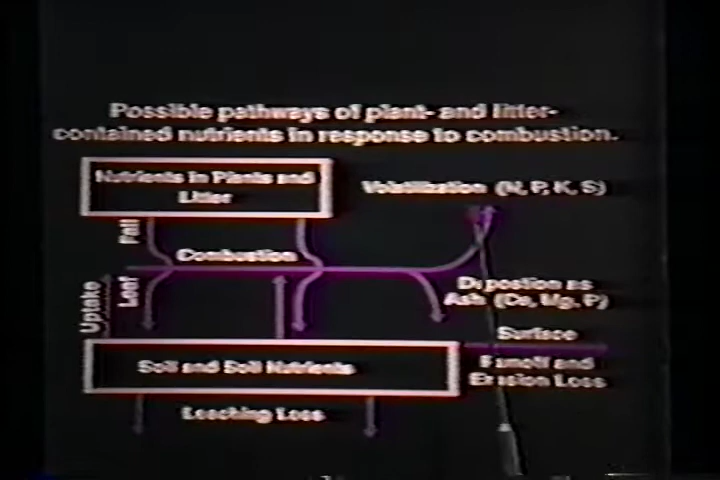 Possible pathways of plant- and litter-
contained nutrients in response to combustion.
Nutrients in Plants and
Litter
Volatilization (N, P, K, S)
Fall
Combustion
Leaf
Uptake
Deposition as
Ash (Ca, Mg, P)
Surface
Runoff and
Erosion Loss
Soil and Soil Nutrients
Leaching Loss